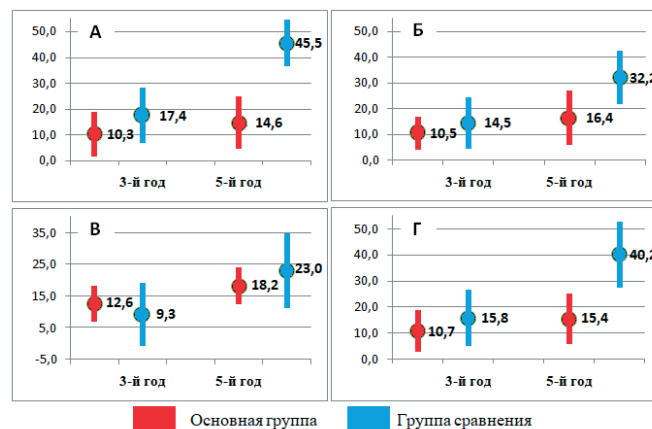 А
50,0
40,0
30,0
20,0
10,0
0,0
10,3
17,4
14,6
45,5
3-й год
5-й год
Б
50,0
40,0
30,0
20,0
10,0
0,0
10,5
14,5
16,4
32,2
3-й год
5-й год
В
35,0
25,0
15,0
5,0
-5,0
12,6
9,3
18,2
23,0
3-й год
5-й год
Г
50,0
40,0
30,0
20,0
10,0
0,0
10,7
15,8
15,4
40,2
3-й год
5-й год
Основная группа
Группа сравнения